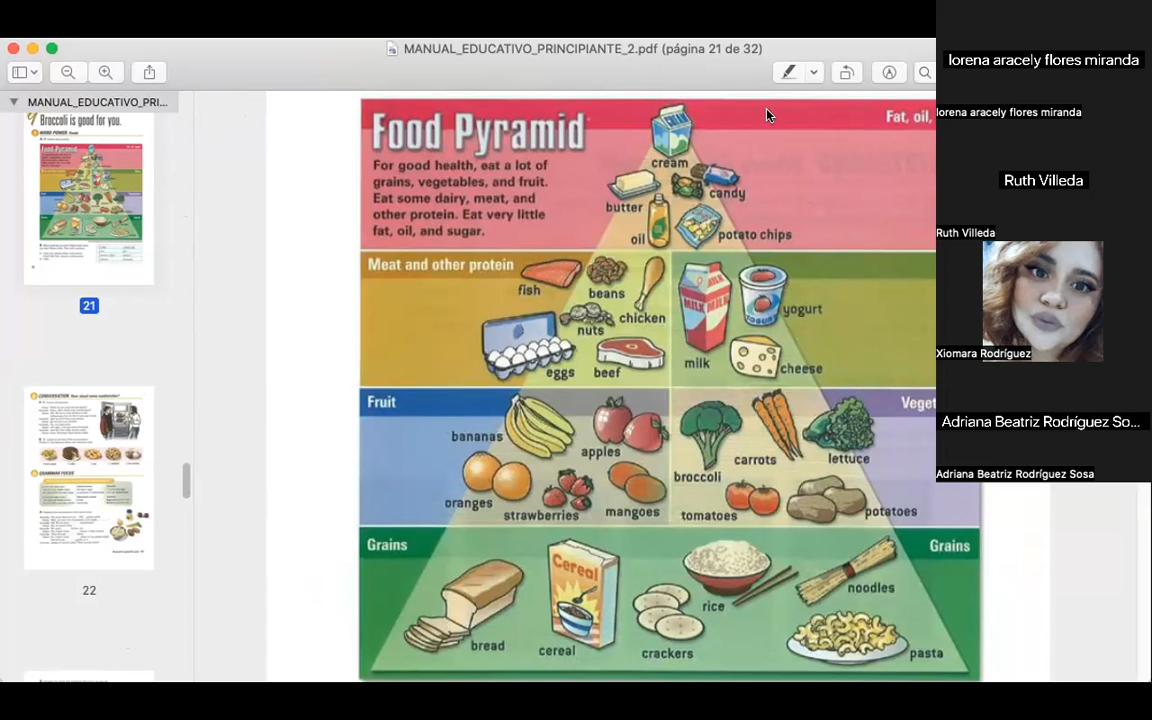 MANUAL_EDUCATIVO_PRINCIPIANTE_2.pdf (página 21 de 32)
MANUAL_EDUCATIVO_PRI...
Broccoli is good for you.
21
22
Food Pyramid
For good health, eat a lot of
grains, vegetables, and fruit.
Eat some dairy, meat, and
other protein. Eat very little
fat, oil, and sugar.
Fat, oil,
cream
butter
candy
oil
potato chips
Meat and other protein
fish
beans
nuts
chicken
eggs
beef
MILK MILK
milk
YOGURT
yogurt
cheese
Fruit
Veget
bananas
apples
oranges
strawberries
mangoes
broccoli
carrots
lettuce
tomatoes
potatoes
Grains
Grains
Cereal
bread
cereal
crackers
rice
noodles
pasta
lorena aracely flores miranda
lorena aracely flores miranda
Ruth Villeda
Ruth Villeda
Xiomara Rodríguez
Adriana Beatriz Rodríguez So...
Adriana Beatriz Rodríguez Sosa